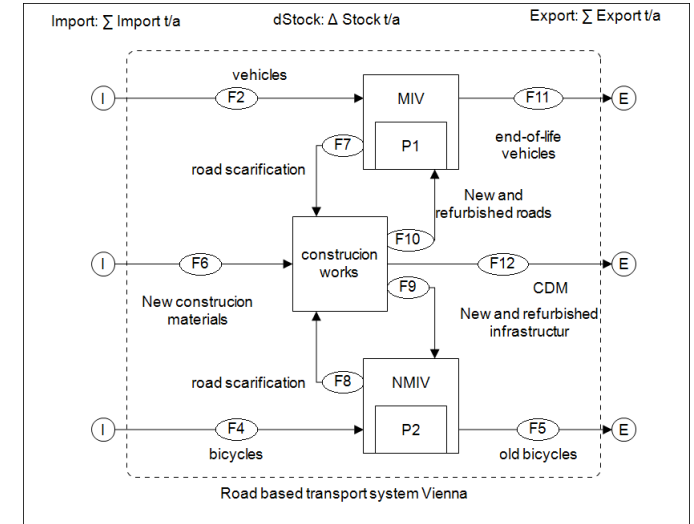 Import: ∑ Import t/a
dStock: Δ Stock t/a
Export: ∑ Export t/a
vehicles
I
F2
MIV
F11
E
P1
F7
end-of-life
vehicles
road scarification
New and
refurbished roads
F10
construcion
works
I
F6
F12
E
F9
CDM
New construcion
materials
New and refurbished
infrastructur
road scarification
F8
NMIV
I
F4
P2
F5
E
bicycles
old bicycles
Road based transport system Vienna